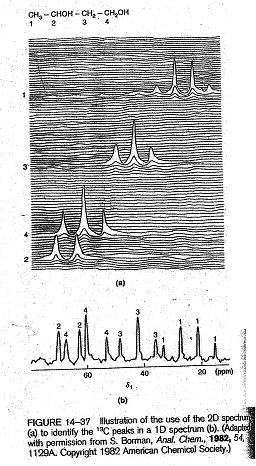 CH₃ – CHOH – CH₂ – CH₂OH
1 2 3 4
1
3
4
2
(a)
2
4
2
4
4
3
3
3
1
1
1
1
60 40 20 (ppm)
δ₁
(b)
FIGURE 14–37 Illustration of the use of the 2D spectrum
(a) to identify the ¹³C peaks in a 1D spectrum (b). (Adapted
with permission from S. Borman, Anal. Chem., 1982, 54,
1129A. Copyright 1982 American Chemical Society.)